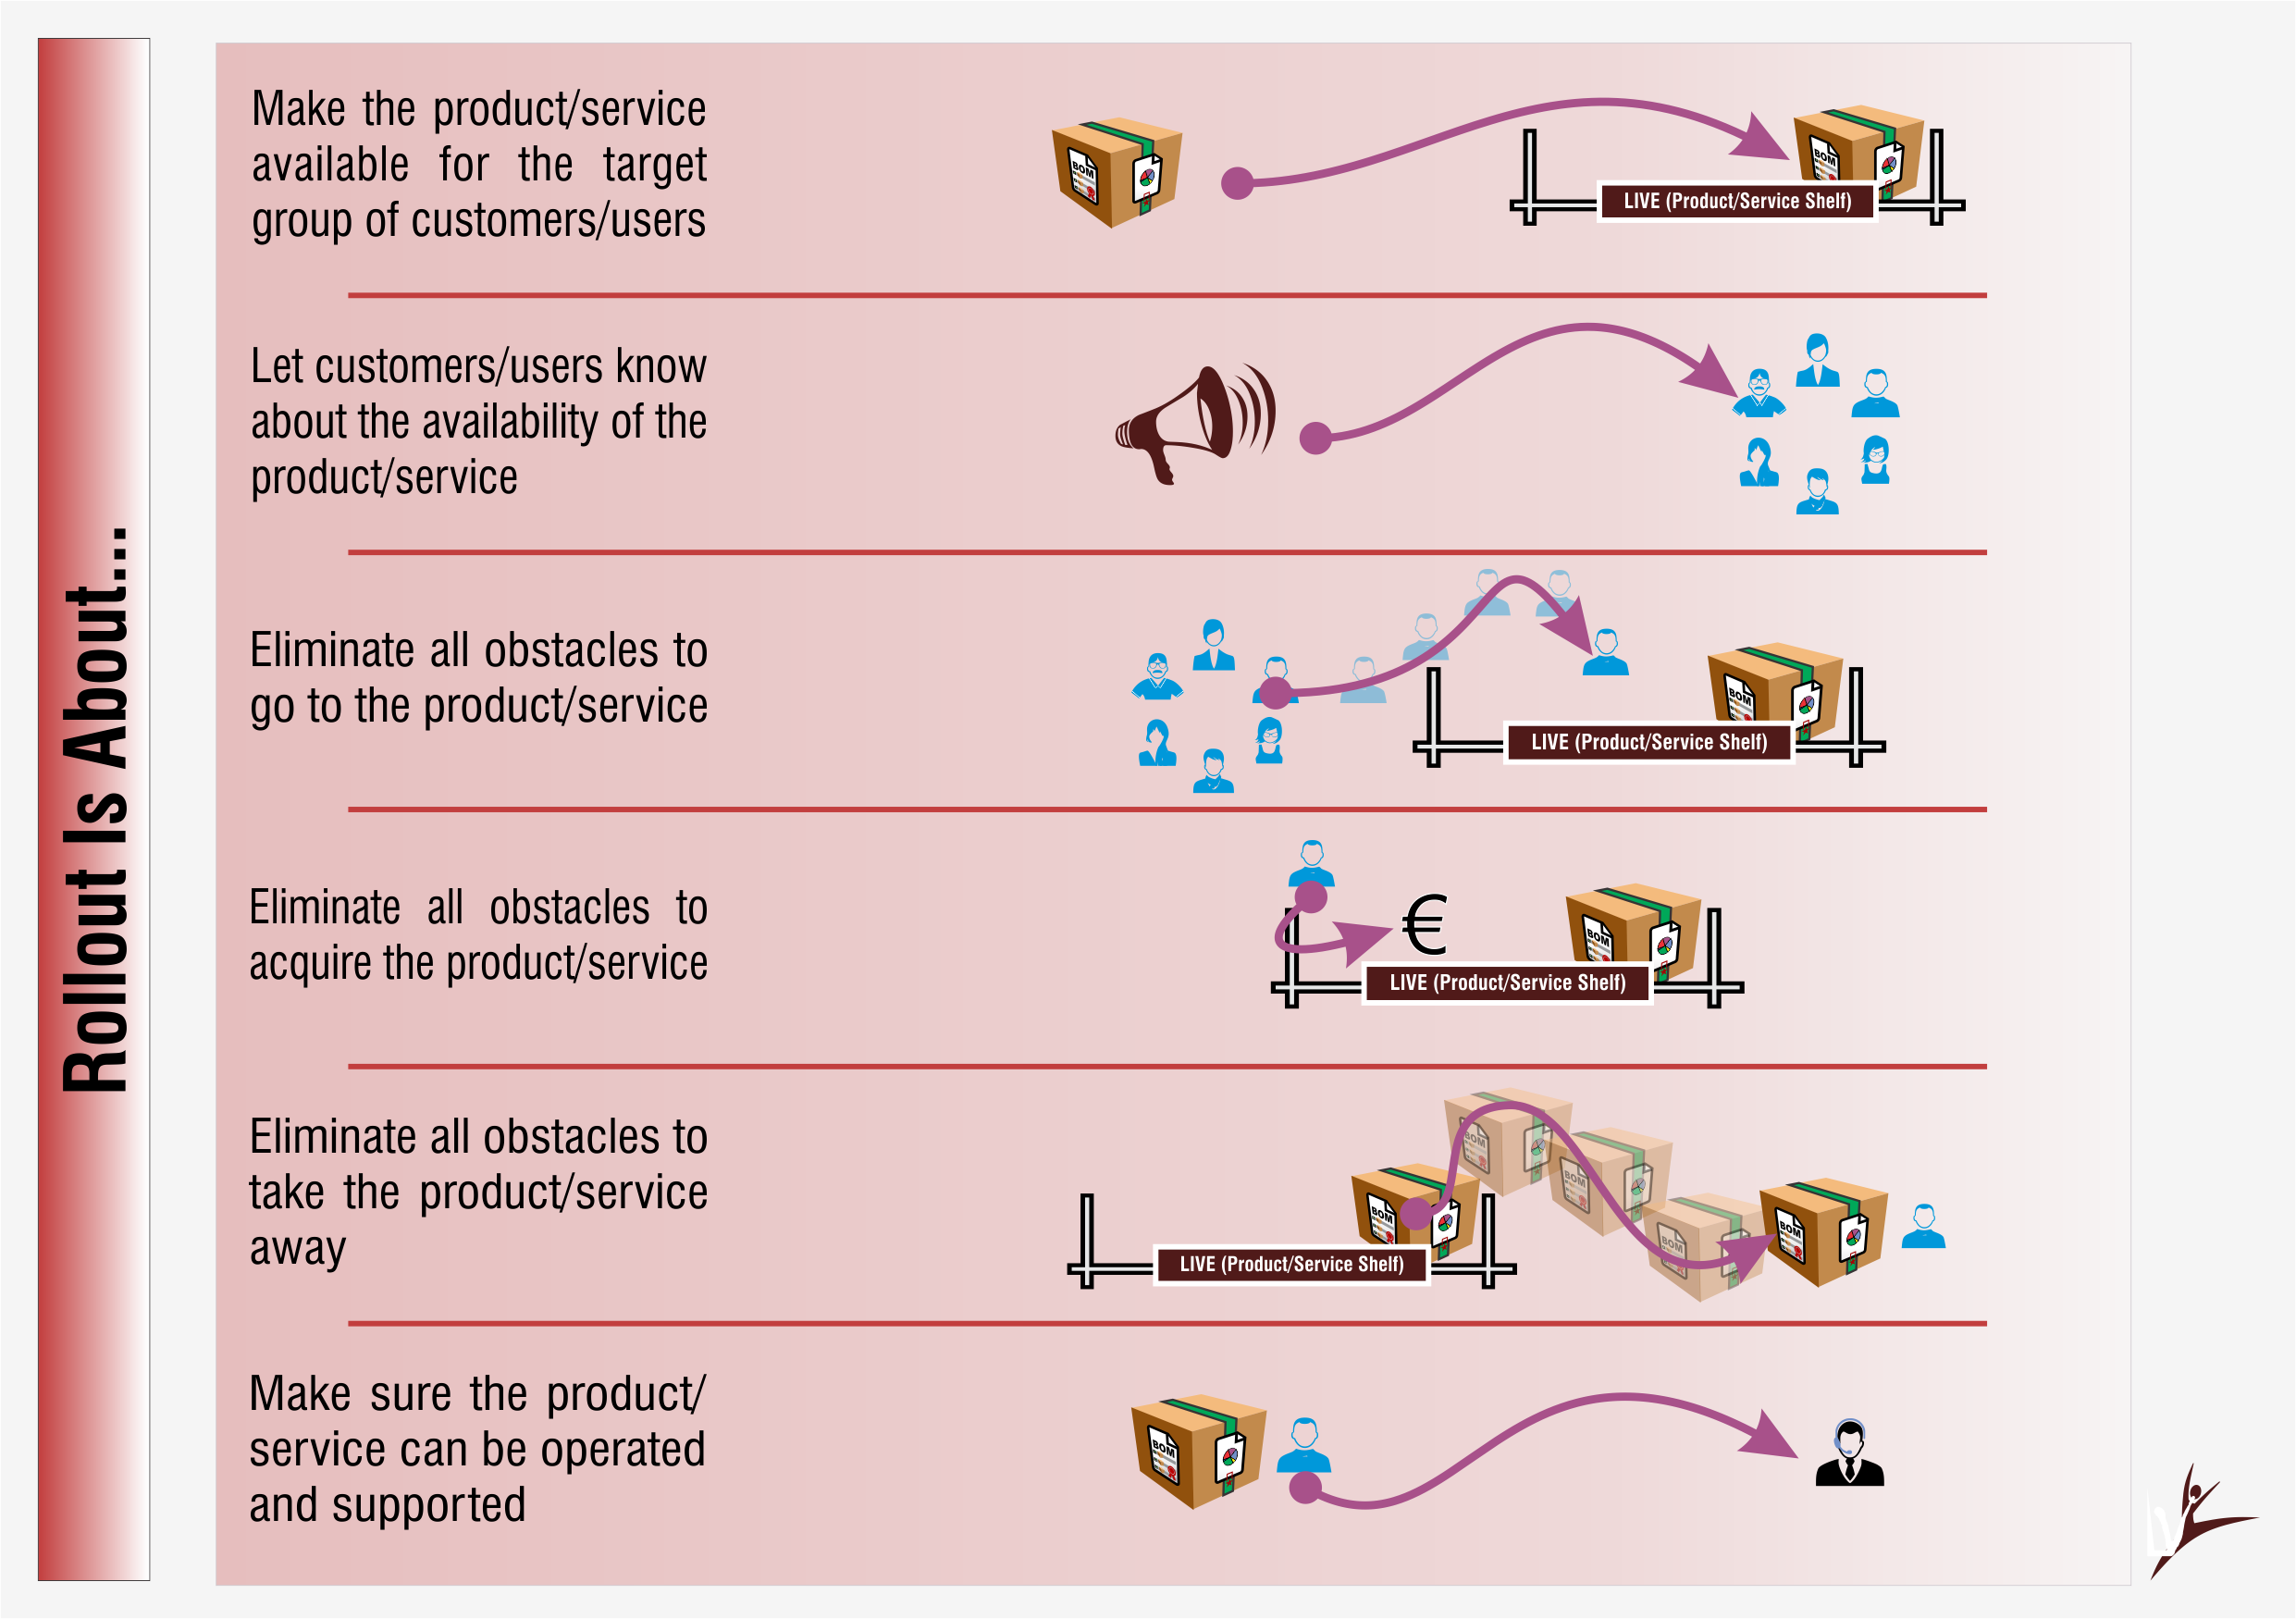 Rollout Is About...
Make the product/service
available for the target
group of customers/users
BOM
BOM
LIVE (Product/Service Shelf)
Let customers/users know
about the availability of the
product/service
Eliminate all obstacles to
go to the product/service
BOM
LIVE (Product/Service Shelf)
Eliminate all obstacles to
acquire the product/service
€
BOM
LIVE (Product/Service Shelf)
Eliminate all obstacles to
take the product/service
away
BOM
BOM
BOM
BOM
BOM
LIVE (Product/Service Shelf)
Make sure the product/
service can be operated
and supported
BOM